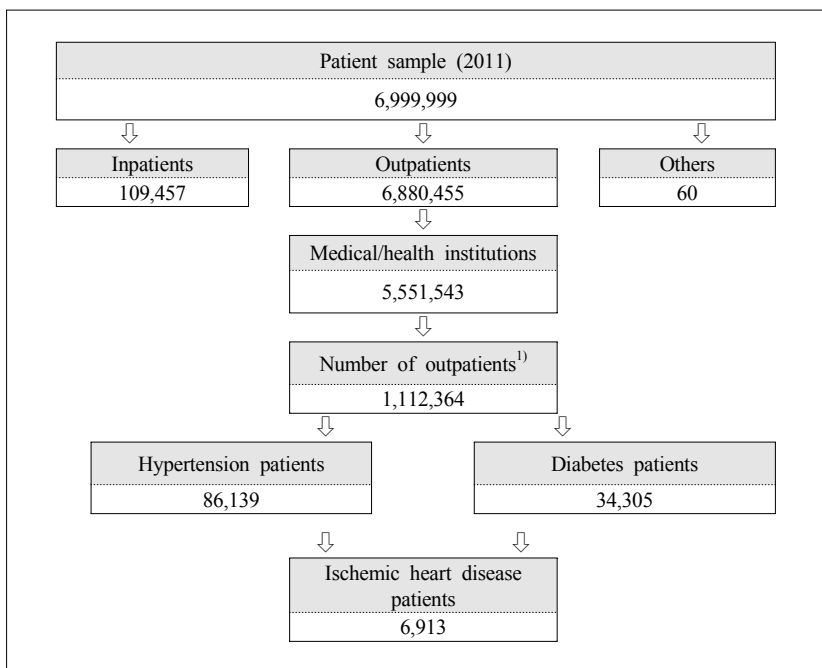 Patient sample (2011)
6,999,999
Inpatients
109,457
Outpatients
6,880,455
Others
60
Medical/health institutions
5,551,543
Number of outpatients1)
1,112,364
Hypertension patients
86,139
Diabetes patients
34,305
Ischemic heart disease
patients
6,913